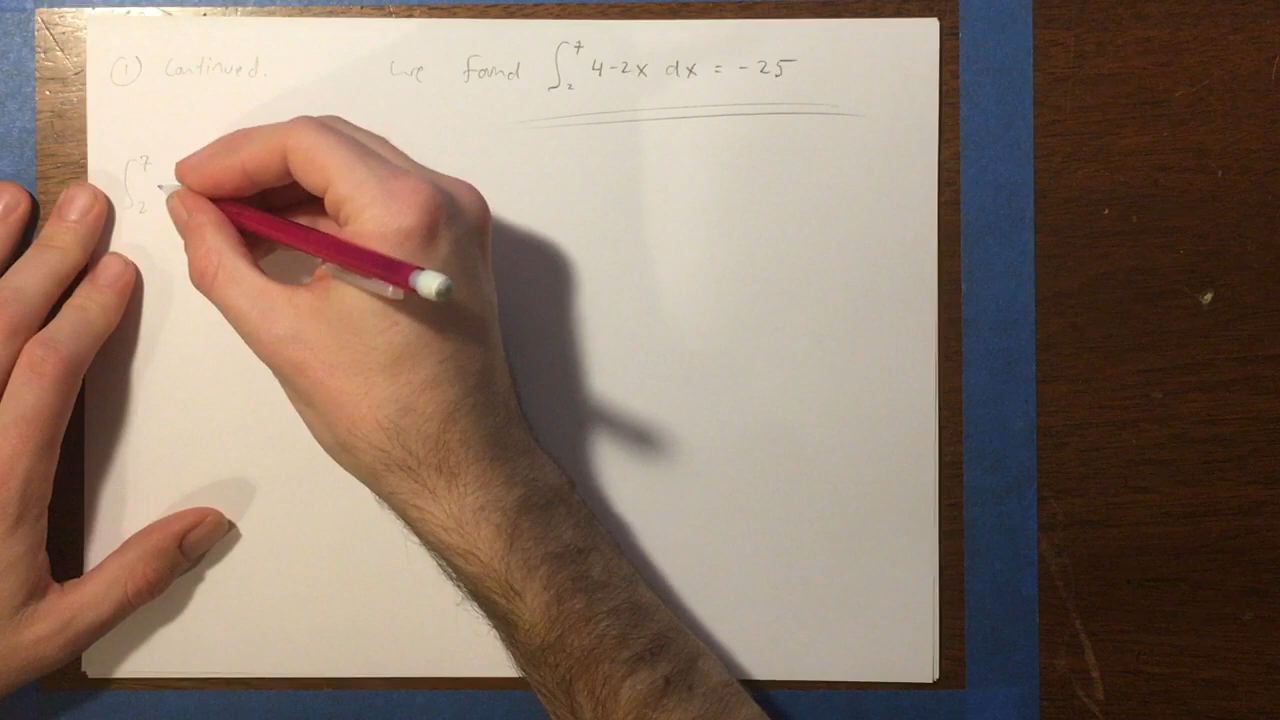 ① Continued. We found ∫₂⁷ 4-2x dx = -25
∫₂⁷